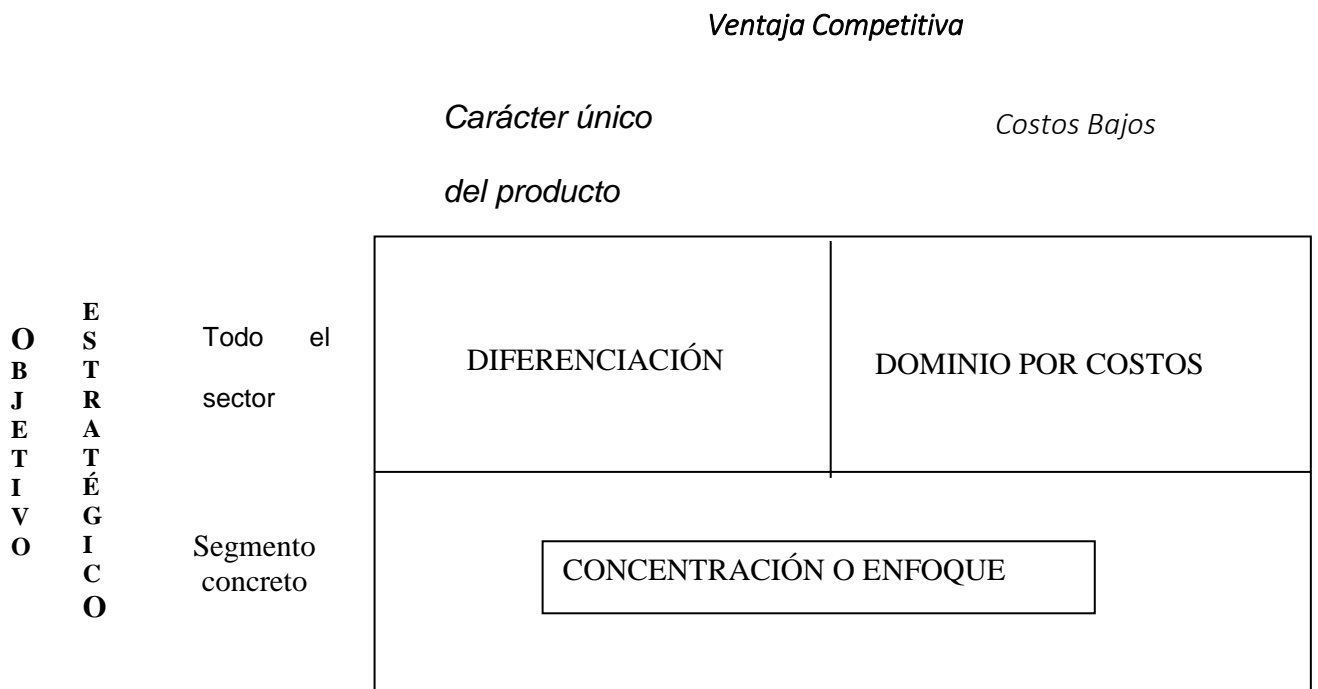 Ventaja Competitiva
Carácter único
del producto
Costos Bajos
OBJETIVO
ESTRATÉGICO
Todo el
sector
DIFERENCIACIÓN
DOMINIO POR COSTOS
Segmento
concreto
CONCENTRACIÓN O ENFOQUE